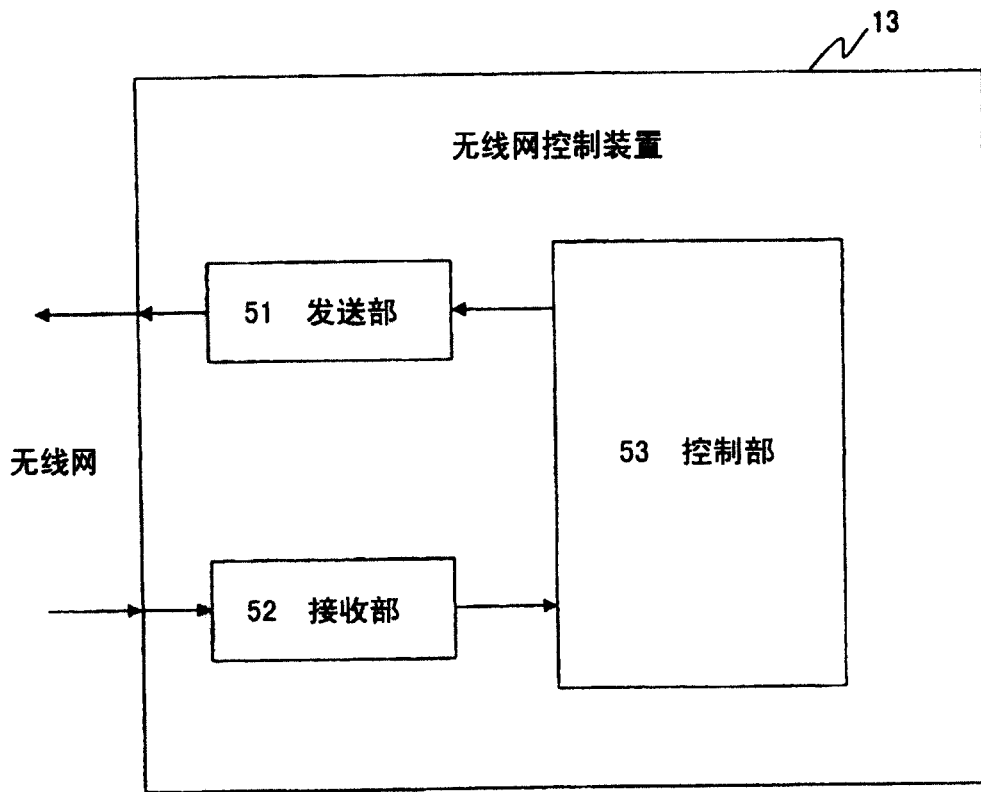 13
无线网控制装置
51 发送部
53 控制部
无线网
52 接收部